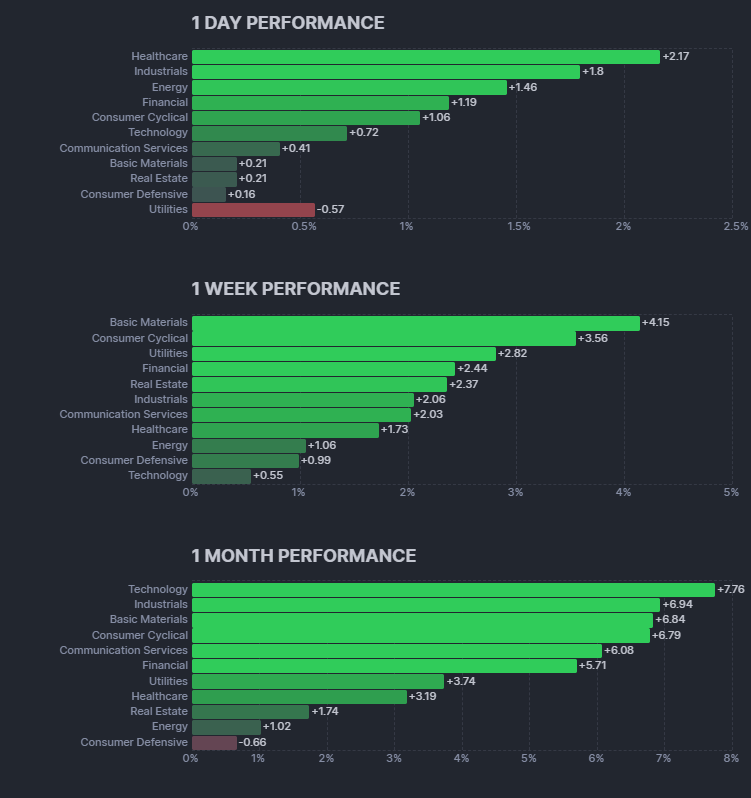 1 DAY PERFORMANCE
Healthcare +2.17
Industrials +1.8
Energy +1.46
Financial +1.19
Consumer Cyclical +1.06
Technology +0.72
Communication Services +0.41
Basic Materials +0.21
Real Estate +0.21
Consumer Defensive +0.16
Utilities -0.57
0% 0.5% 1% 1.5% 2% 2.5%
1 WEEK PERFORMANCE
Basic Materials +4.15
Consumer Cyclical +3.56
Utilities +2.82
Financial +2.44
Real Estate +2.37
Industrials +2.06
Communication Services +2.03
Healthcare +1.73
Energy +1.06
Consumer Defensive +0.99
Technology +0.55
0% 1% 2% 3% 4% 5%
1 MONTH PERFORMANCE
Technology +7.76
Industrials +6.94
Basic Materials +6.84
Consumer Cyclical +6.79
Communication Services +6.08
Financial +5.71
Utilities +3.74
Healthcare +3.19
Real Estate +1.74
Energy +1.02
Consumer Defensive -0.66
0% 1% 2% 3% 4% 5% 6% 7% 8%